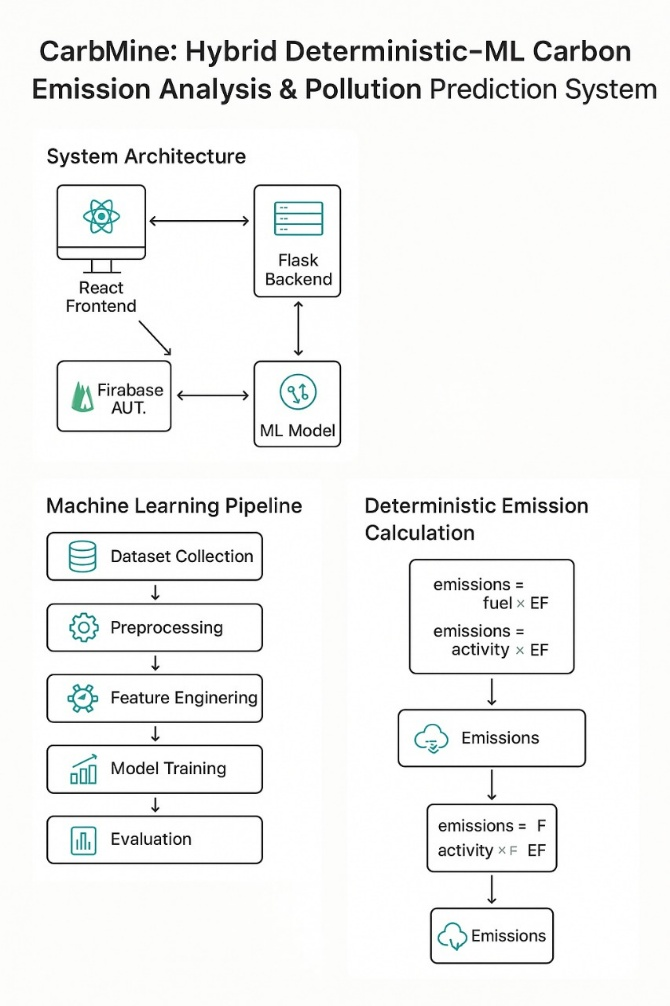 CarbMine: Hybrid Deterministic–ML Carbon
Emission Analysis & Pollution Prediction System
System Architecture
React
Frontend
Flask
Backend
Firabase
AUT.
ML Model
Machine Learning Pipeline
Dataset Collection
Preprocessing
Feature Enginering
Model Training
Evaluation
Deterministic Emission
Calculation
emissions =
fuel × EF
emissions =
activity × EF
Emissions
emissions = F
activity × F EF
Emissions